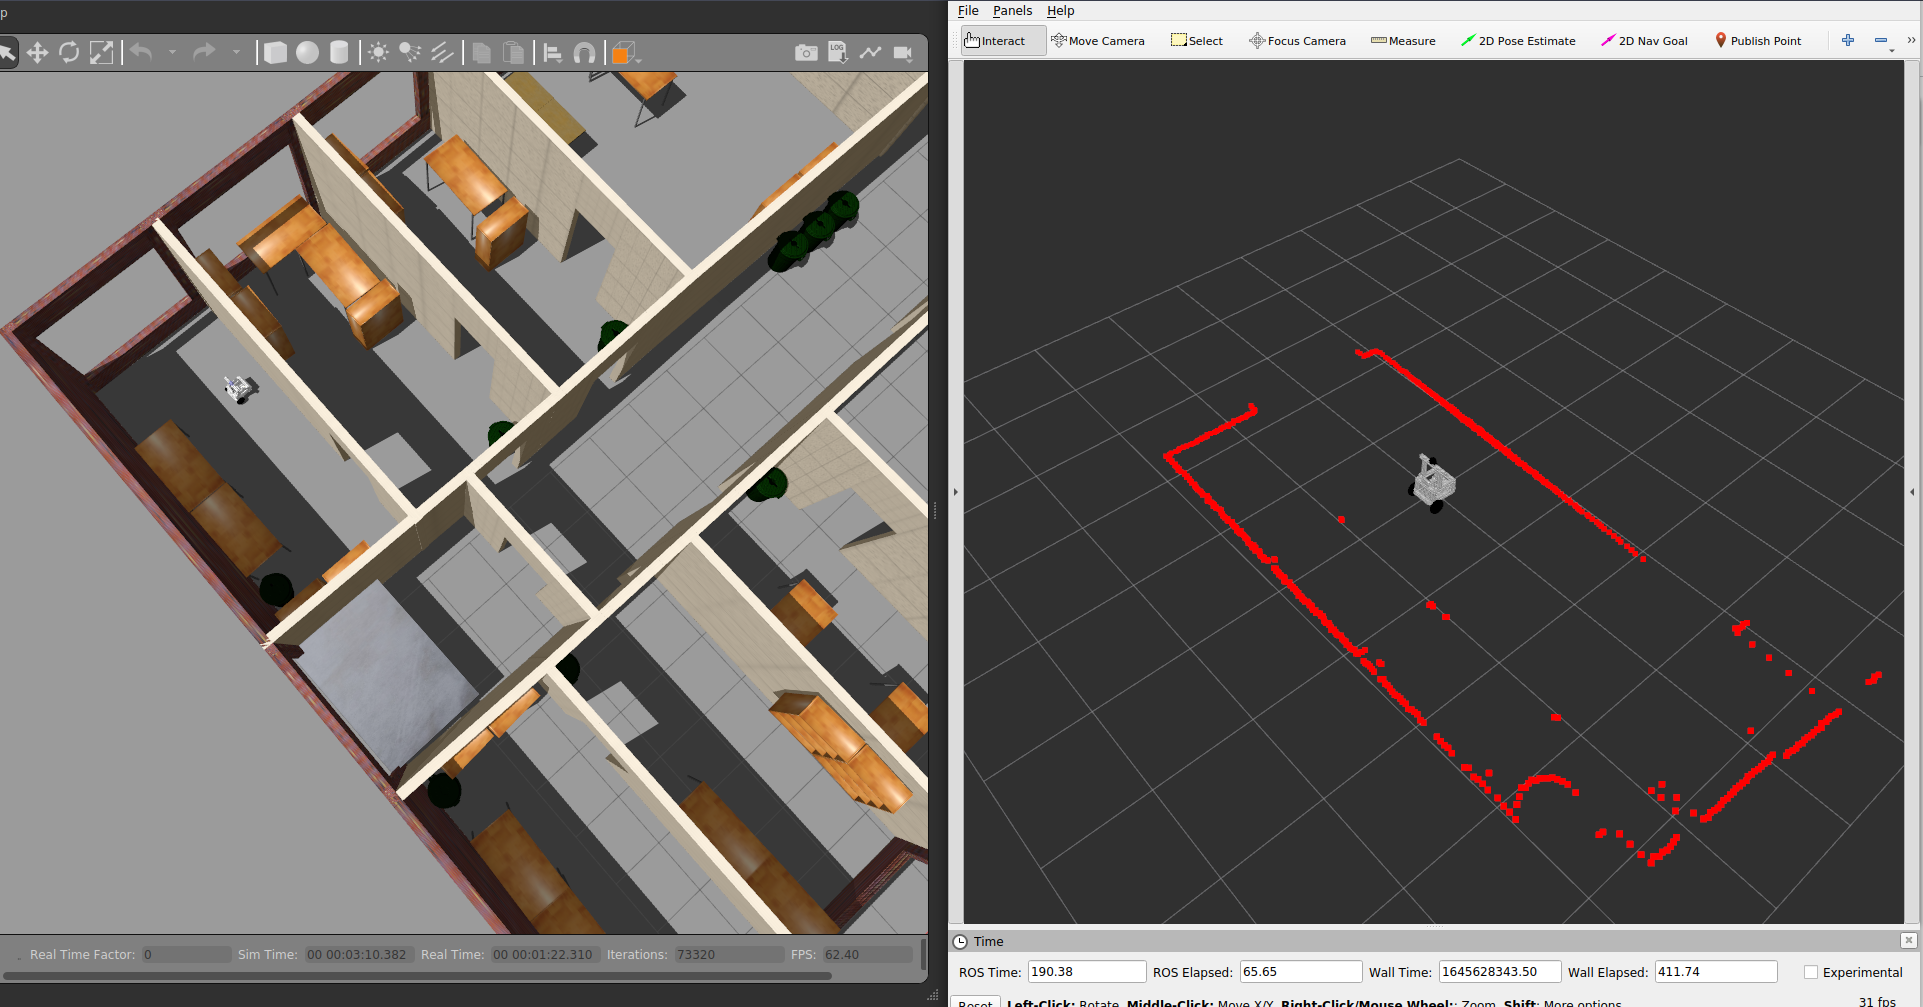 p
File Panels Help
Interact Move Camera Select Focus Camera Measure 2D Pose Estimate 2D Nav Goal Publish Point
LOG
Real Time Factor: 0 Sim Time: 00 00:03:10.382 Real Time: 00 00:01:22.310 Iterations: 73320 FPS: 62.40
Time
ROS Time: 190.38 ROS Elapsed: 65.65 Wall Time: 1645628343.50 Wall Elapsed: 411.74 Experimental
Reset Left-Click: Rotate. Middle-Click: Move X/Y. Right-Click/Mouse Wheel:: Zoom. Shift: More options. 31 fps